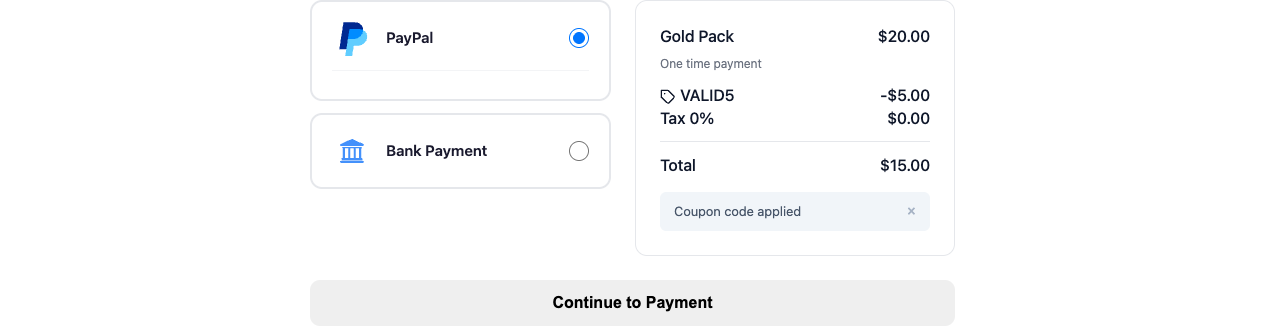 PayPal
Bank Payment
Gold Pack $20.00
One time payment
VALID5 -$5.00
Tax 0% $0.00
Total $15.00
Coupon code applied ×
Continue to Payment